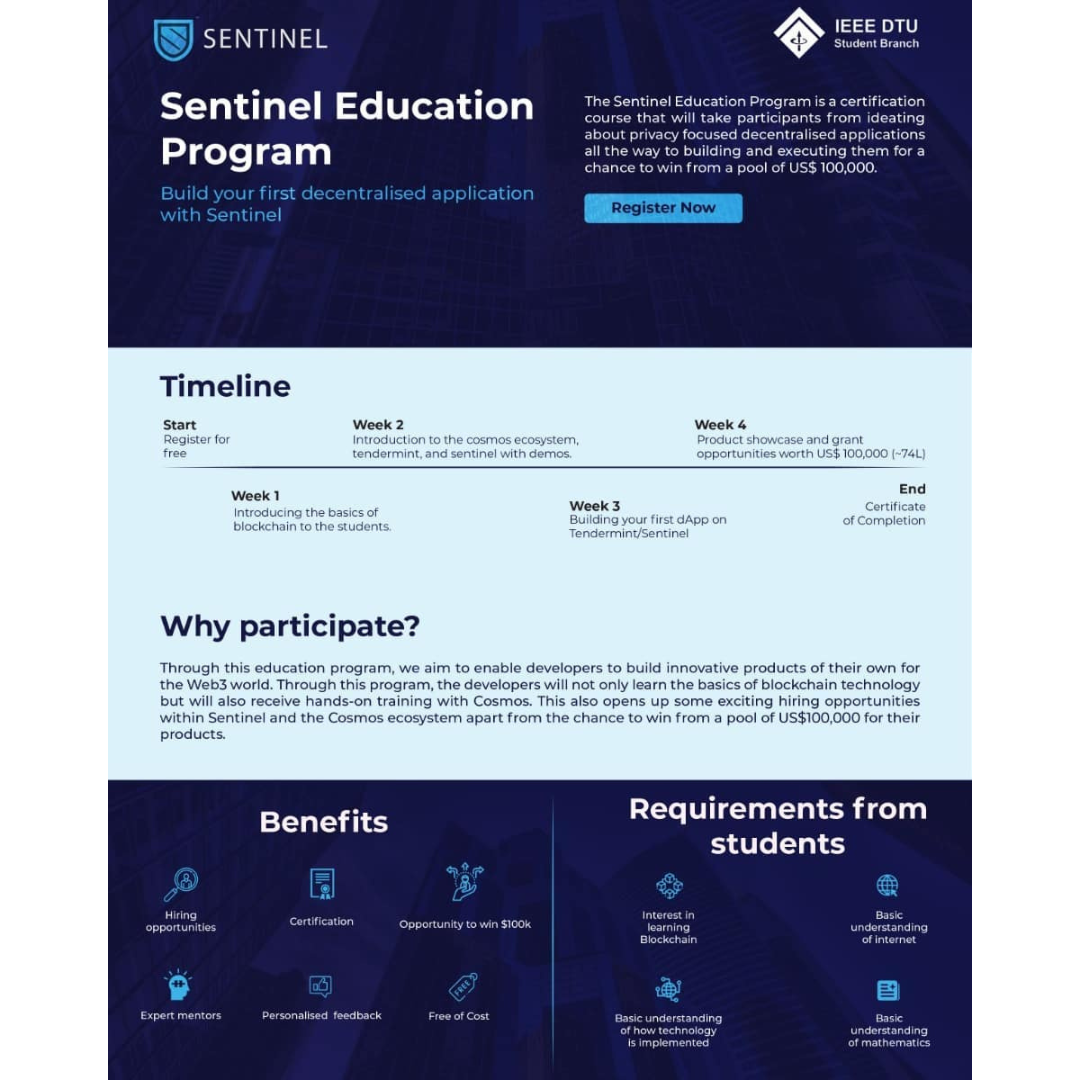 SENTINEL
IEEE DTU
Student Branch
Sentinel Education
Program
Build your first decentralised application
with Sentinel
The Sentinel Education Program is a certification
course that will take participants from ideating
about privacy focused decentralised applications
all the way to building and executing them for a
chance to win from a pool of US$ 100,000.
Register Now
Timeline
Start
Register for
free
Week 2
Introduction to the cosmos ecosystem,
tendermint, and sentinel with demos.
Week 4
Product showcase and grant
opportunities worth US$ 100,000 (~74L)
Week 1
Introducing the basics of
blockchain to the students.
Week 3
Building your first dApp on
Tendermint/Sentinel
End
Certificate
of Completion
Why participate?
Through this education program, we aim to enable developers to build innovative products of their own for
the Web3 world. Through this program, the developers will not only learn the basics of blockchain technology
but will also receive hands-on training with Cosmos. This also opens up some exciting hiring opportunities
within Sentinel and the Cosmos ecosystem apart from the chance to win from a pool of US$100,000 for their
products.
Benefits
Hiring
opportunities
Certification
Opportunity to win $100k
Expert mentors
Personalised feedback
FREE
Free of Cost
Requirements from
students
Interest in
learning
Blockchain
Basic
understanding
of internet
Basic understanding
of how technology
is implemented
Basic
understanding
of mathematics